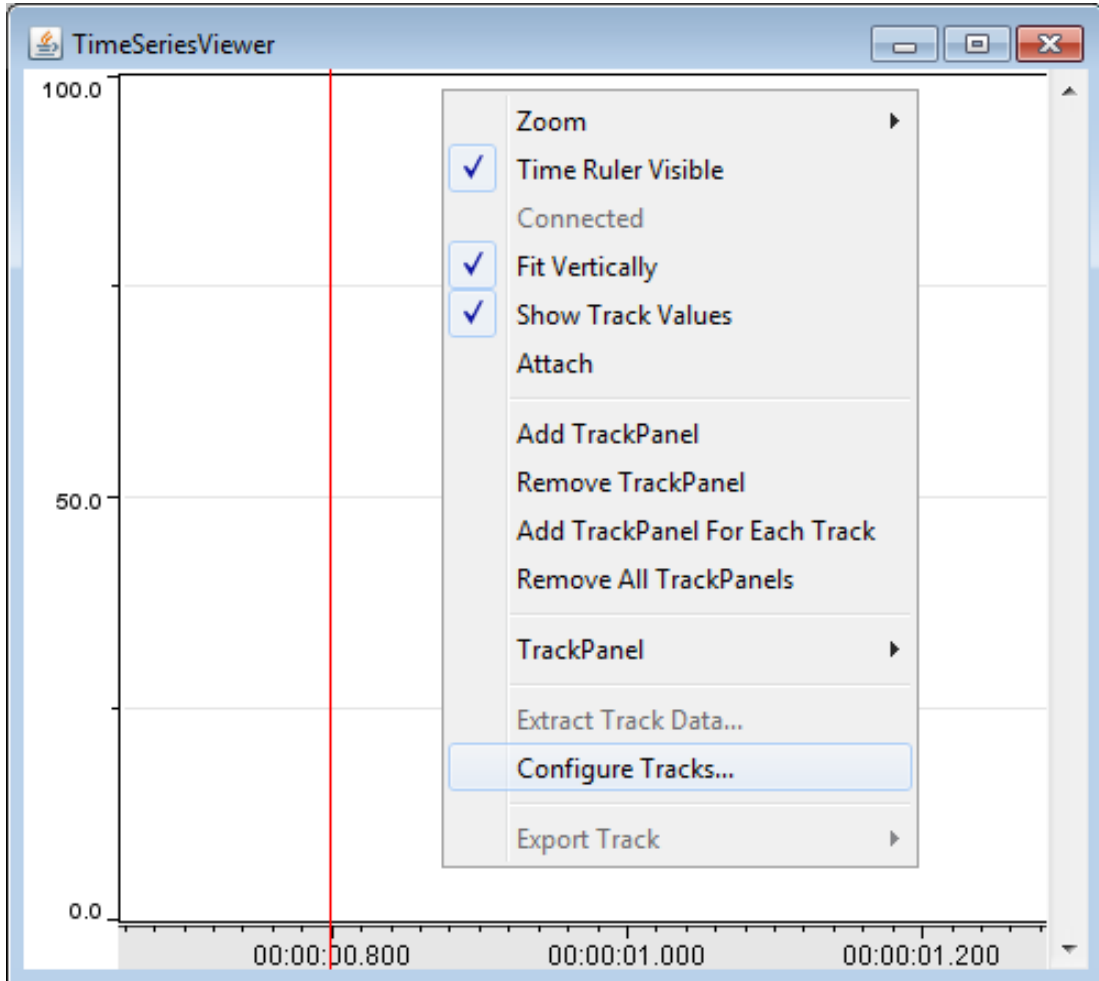 TimeSeriesViewer
100.0
50.0
0.0
Zoom
Time Ruler Visible
Connected
Fit Vertically
Show Track Values
Attach
Add TrackPanel
Remove TrackPanel
Add TrackPanel For Each Track
Remove All TrackPanels
TrackPanel
Extract Track Data...
Configure Tracks...
Export Track
00:00:00.800 00:00:01.000 00:00:01.200